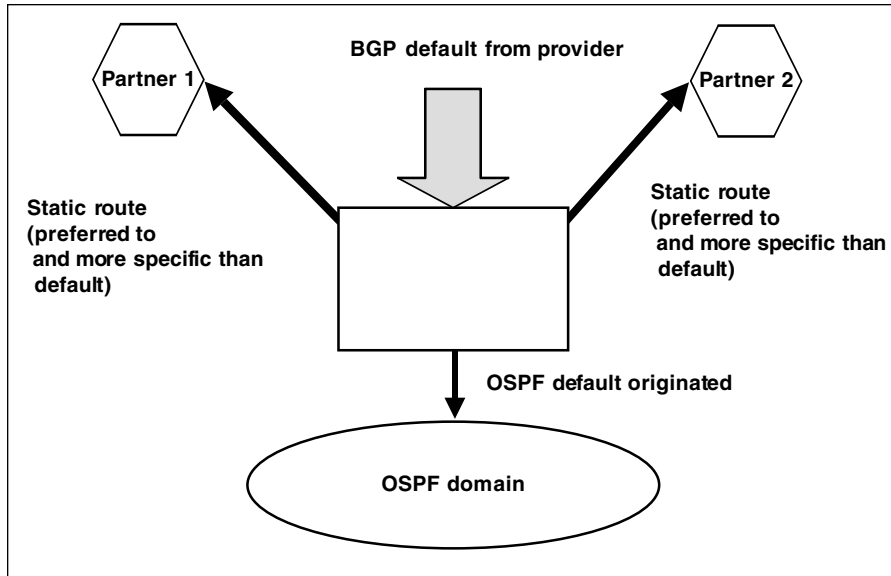 BGP default from provider
Partner 1
Partner 2
Static route
(preferred to
and more specific than
default)
Static route
(preferred to
and more specific than
default)
OSPF default originated
OSPF domain